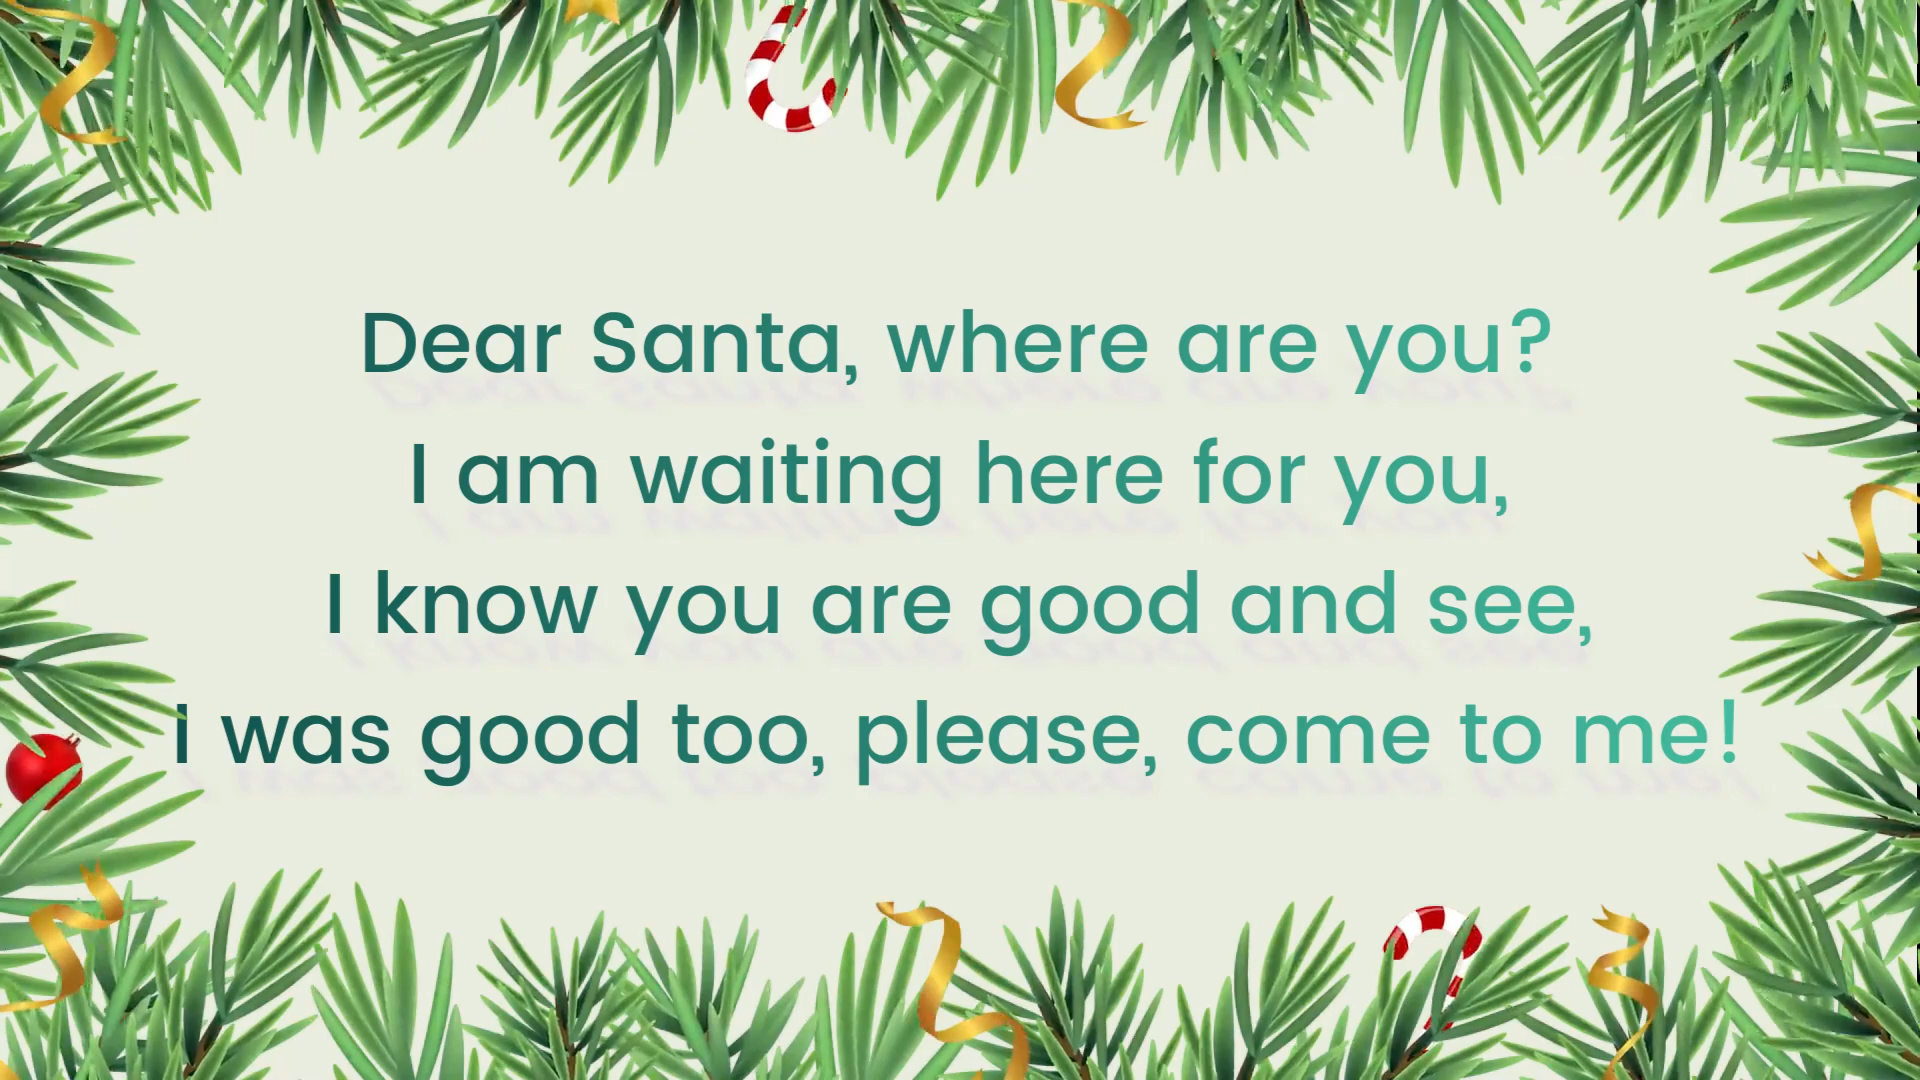 Dear Santa, where are you?
I am waiting here for you,
I know you are good and see,
i was good too, please, come to me!